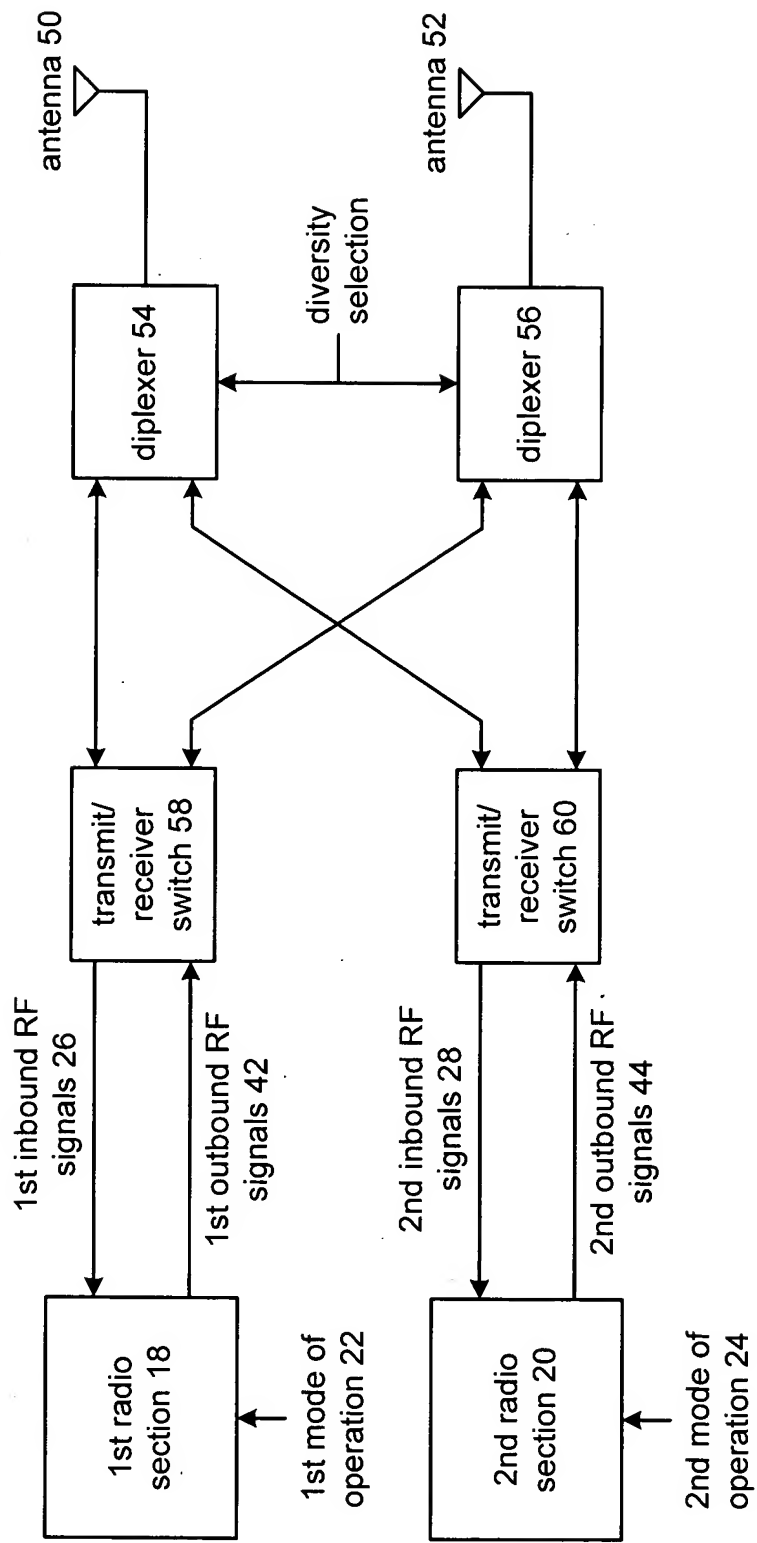 1st radio
section 18
1st mode of
operation 22
1st inbound RF
signals 26
1st outbound RF
signals 42
transmit/
receiver
switch 58
diplexer 54
antenna 50
diversity
selection
2nd radio
section 20
2nd mode of
operation 24
2nd inbound RF
signals 28
2nd outbound RF
signals 44
transmit/
receiver
switch 60
diplexer 56
antenna 52